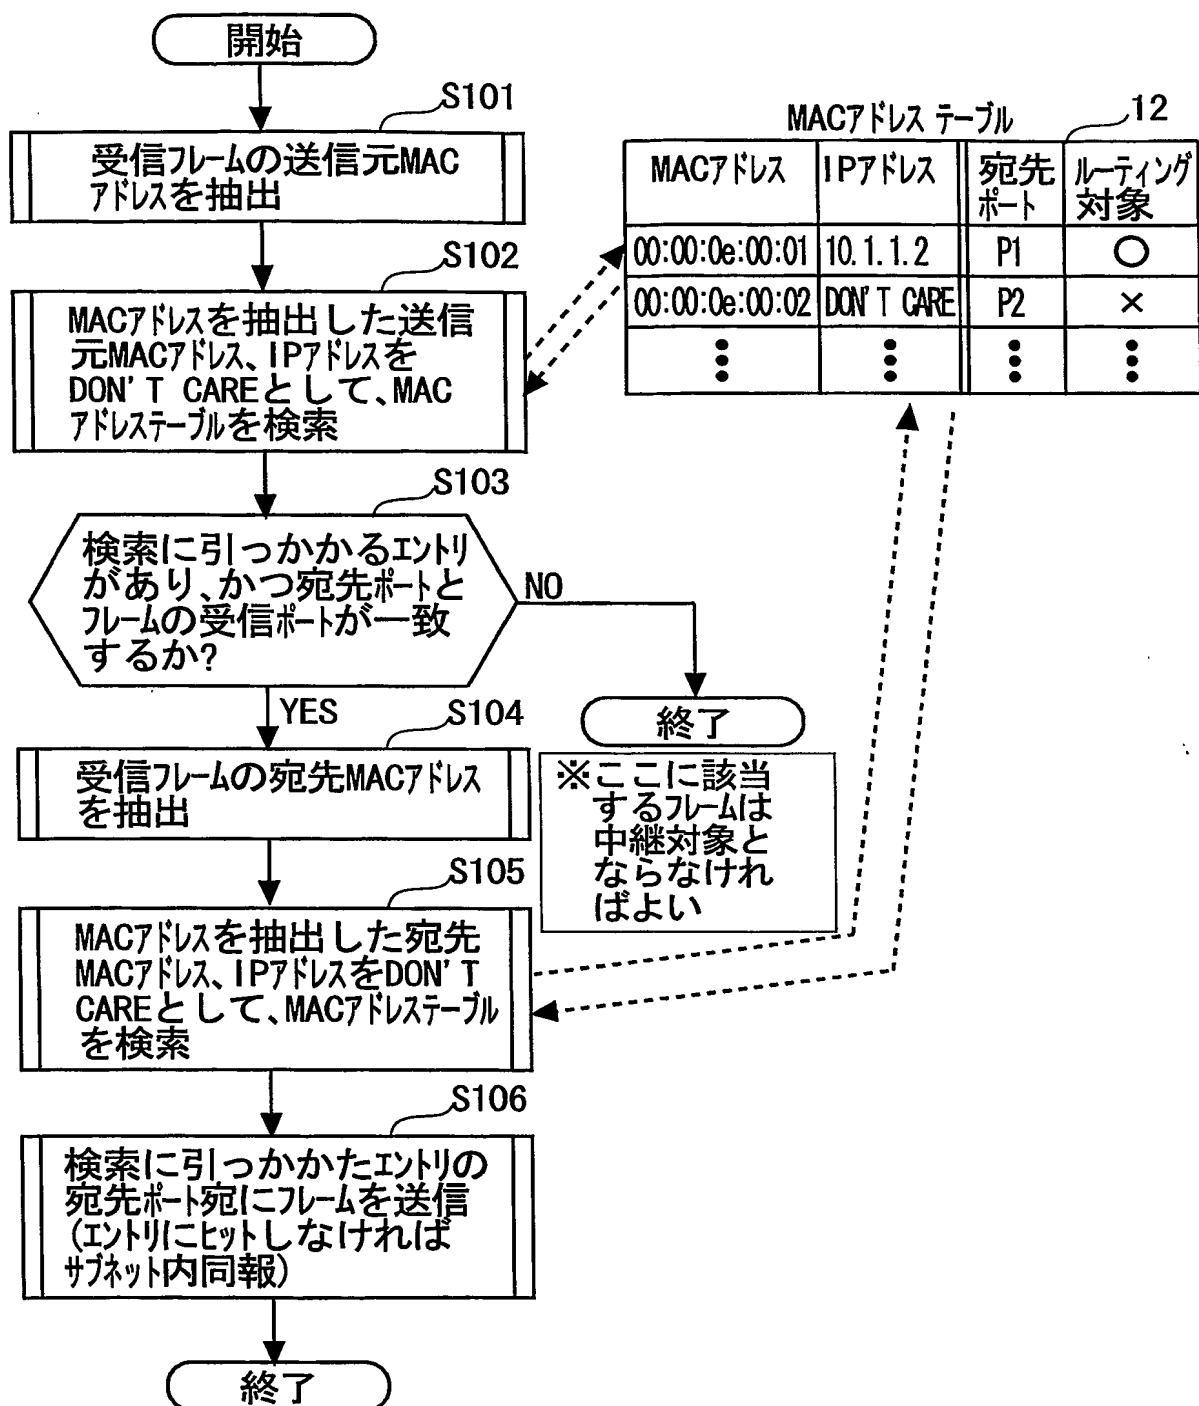 開始
S101
受信フレームの送信元MAC
アドレスを抽出
S102
MACアドレスを抽出した送信
元MACアドレス、IPアドレスを
DON'T CAREとして、MAC
アドレステーブルを検索
S103
検索に引っかかるエントリ
があり、かつ宛先ポートと
フレームの受信ポートが一致
するか?
NO
YES
終了
※ここに該当
するフレームは
中継対象と
ならなけれ
ばよい
S104
受信フレームの宛先MACアドレス
を抽出
S105
MACアドレスを抽出した宛先
MACアドレス、IPアドレスをDON'T
CAREとして、MACアドレステーブル
を検索
S106
検索に引っかかたエントリの
宛先ポート宛にフレームを送信
(エントリにヒットしなければ
サブネット内同報)
終了
MACアドレス テーブル
12
MACアドレス IPアドレス 宛先 ルーティング
ポート 対象
00:00:0e:00:01 10.1.1.2 P1 ○
00:00:0e:00:02 DON'T CARE P2 ×